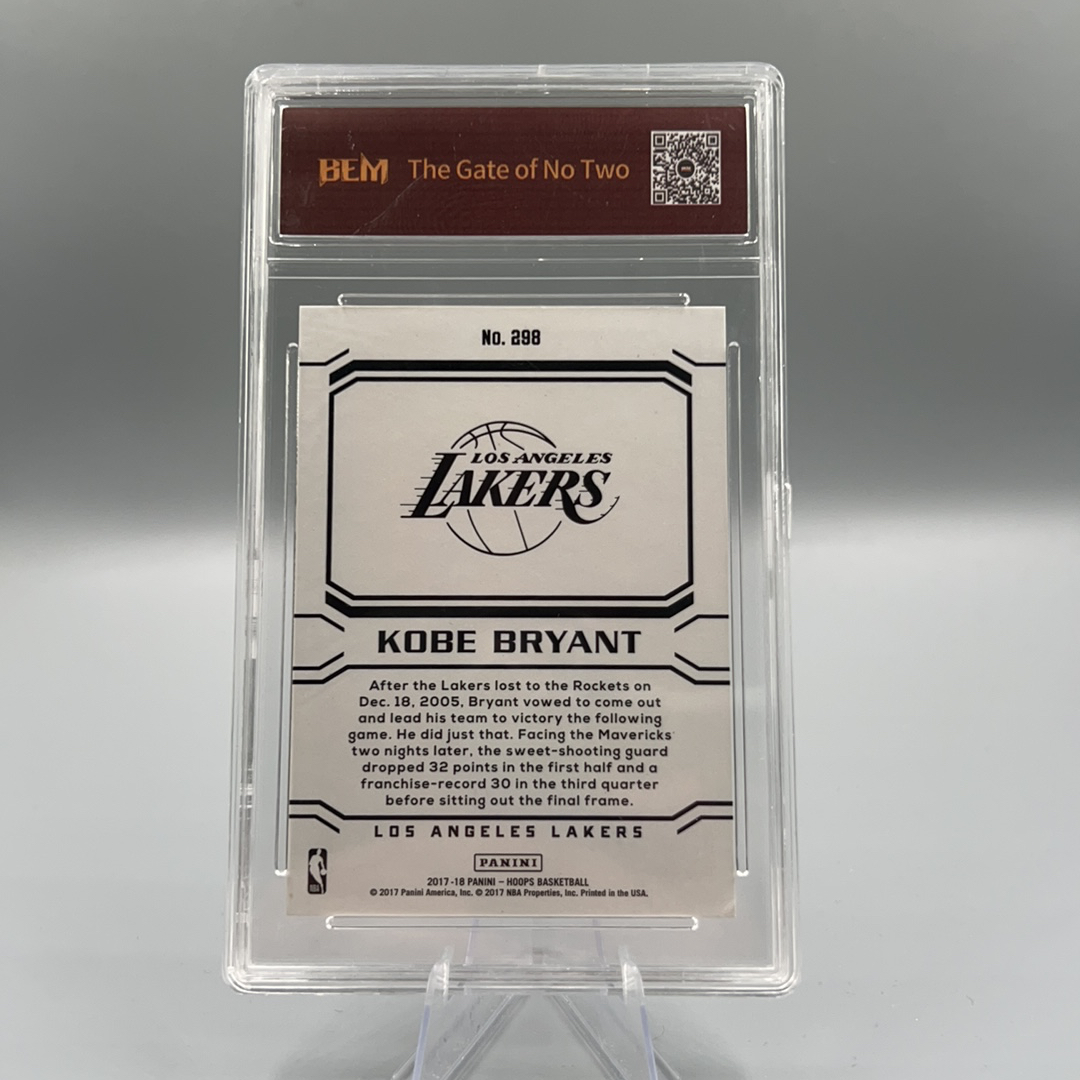 BEM The Gate of No Two
No. 298
LOS ANGELES
LAKERS
KOBE BRYANT
After the Lakers lost to the Rockets on
Dec. 18, 2005, Bryant vowed to come out
and lead his team to victory the following
game. He did just that. Facing the Mavericks
two nights later, the sweet-shooting guard
dropped 32 points in the first half and a
franchise-record 30 in the third quarter
before sitting out the final frame.
LOS ANGELES LAKERS
PANINI
NBA
2017-18 PANINI – HOOPS BASKETBALL
© 2017 Panini America, Inc. © 2017 NBA Properties, Inc. Printed in the USA.